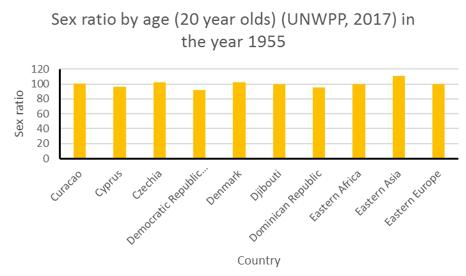 Sex ratio by age (20 year olds) (UNWPP, 2017) in
the year 1955
120
100
80
60
40
20
0
Sex ratio
Curacao
Cyprus
Czechia
Democratic Republic...
Denmark
Djibouti
Dominican Republic
Eastern Africa
Eastern Asia
Eastern Europe
Country